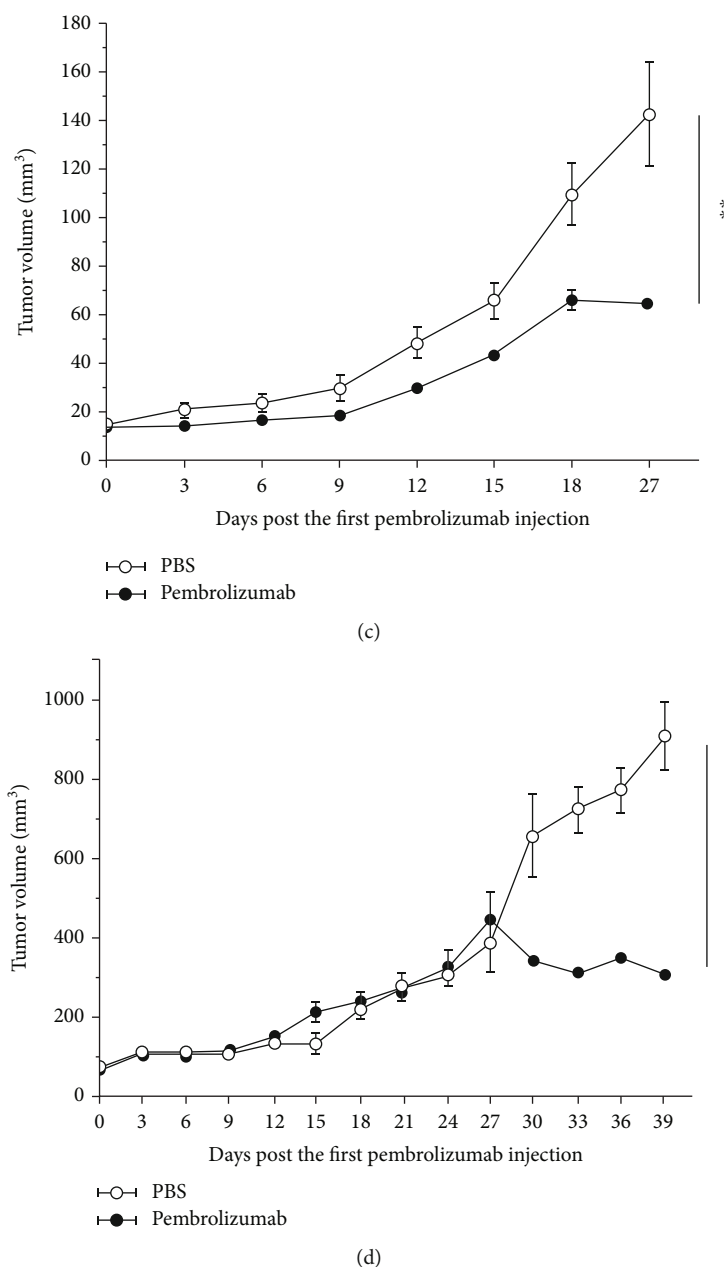 180
160
140
120
100
80
60
40
20
0
Tumor volume (mm³)
**
0 3 6 9 12 15 18 27
Days post the first pembrolizumab injection
PBS
Pembrolizumab
(c)
1000
800
600
400
200
0
Tumor volume (mm³)
0 3 6 9 12 15 18 21 24 27 30 33 36 39
Days post the first pembrolizumab injection
PBS
Pembrolizumab
(d)